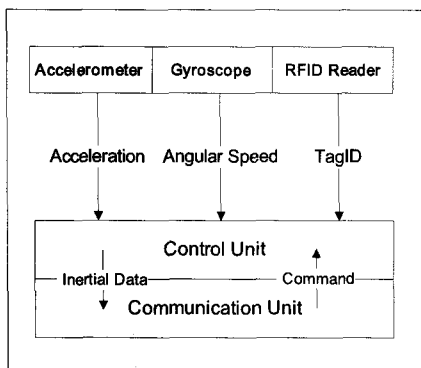 Accelerometer Gyroscope RFID Reader
Acceleration Angular Speed TagID
Control Unit
Inertial Data Command
Communication Unit